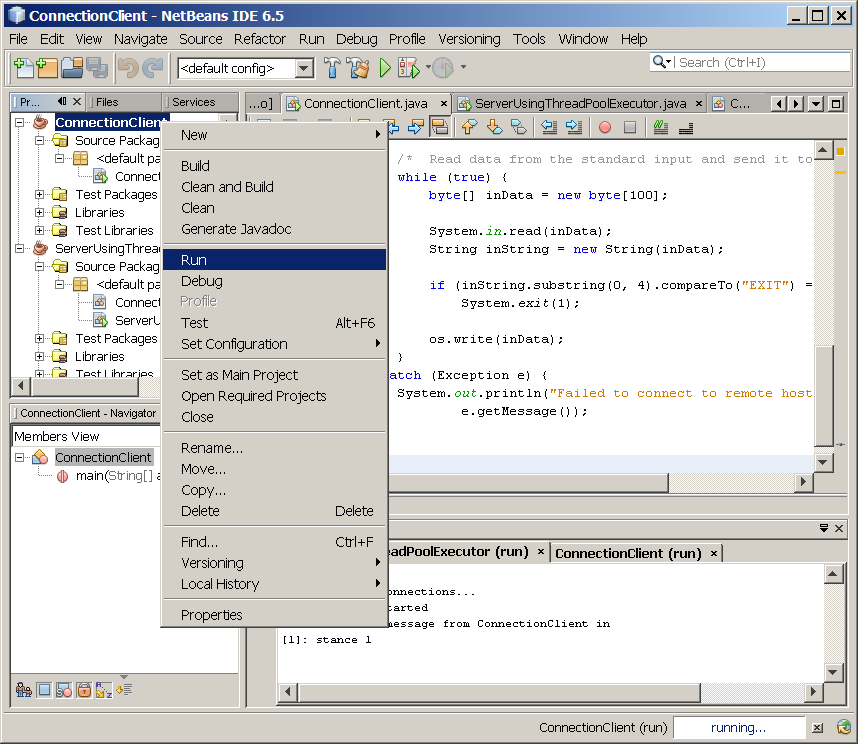 ConnectionClient - NetBeans IDE 6.5
File Edit View Navigate Source Refactor Run Debug Profile Versioning Tools Window Help
<default config>
Search (Ctrl+I)
Pr... Files Services
...o] ConnectionClient.java ServerUsingThreadPoolExecutor.java C...
ConnectionClient
Source Packag
<default pa
Connect
Test Packages
Libraries
Test Libraries
ServerUsingThread
Source Packag
<default pa
Connect
ServerU
Test Packages
Libraries
Test Libraries
ConnectionClient - Navigator
Members View
ConnectionClient
main(String[] a
New
Build
Clean and Build
Clean
Generate Javadoc
Run
Debug
Profile
Test Alt+F6
Set Configuration
Set as Main Project
Open Required Projects
Close
Rename...
Move...
Copy...
Delete Delete
Find... Ctrl+F
Versioning
Local History
Properties
/* Read data from the standard input and send it to
while (true) {
byte[] inData = new byte[100];
System.in.read(inData);
String inString = new String(inData);
if (inString.substring(0, 4).compareTo("EXIT") =
System.exit(1);
os.write(inData);
}
atch (Exception e) {
System.out.println("Failed to connect to remote host
e.getMessage());
eadPoolExecutor (run) ConnectionClient (run)
nnections...
tarted
message from ConnectionClient in
[1]: stance 1
ConnectionClient (run) running...